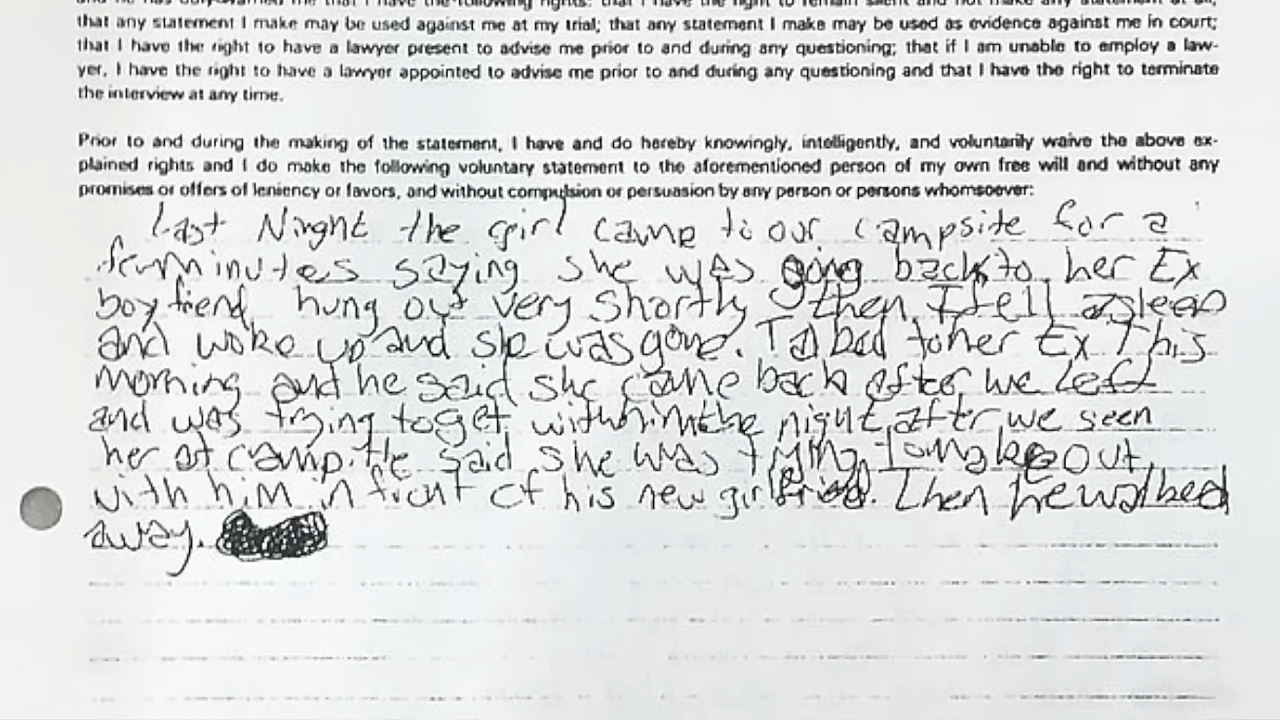 that any statement I make may be used against me at my trial; that any statement I make may be used as evidence against me in court;
that I have the right to have a lawyer present to advise me prior to and during any questioning; that if I am unable to employ a law-
yer, I have the right to have a lawyer appointed to advise me prior to and during any questioning and that I have the right to terminate
the interview at any time.
Prior to and during the making of the statement, I have and do hereby knowingly, intelligently, and voluntarily waive the above ex-
plained rights and I do make the following voluntary statement to the aforementioned person of my own free will and without any
promises or offers of leniency or favors, and without compulsion or persuasion by any person or persons whomsoever:
Last Nirght the girl came to our campsite for a
few minutes saying she was going back to her Ex
boyfriend hung out very shortly then I fell asleep
and woke up and she was gone. Talked to her Ex This
morning and he said she came back after we left
and was trying to get with him in the night after we seen
her at camp. He said she was trying to make out
with him in front of his new girlfriend. Then he walked
away.